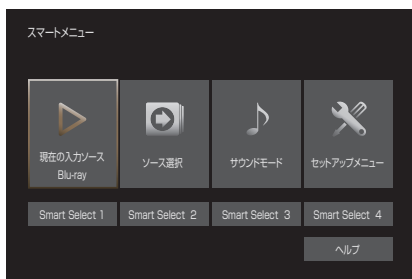 スマートメニュー
現在の入力ソース
Blu-ray
ソース選択
サウンドモード
セットアップメニュー
Smart Select 1
Smart Select 2
Smart Select 3
Smart Select 4
ヘルプ